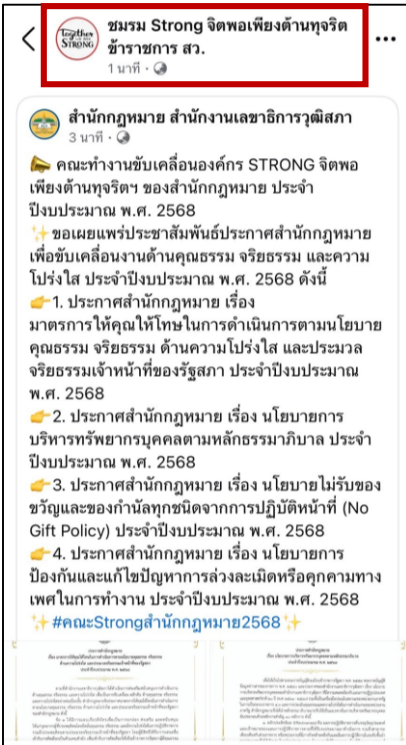 ชมรม Strong จิตพอเพียงต้านทุจริต
ข้าราชการ สว.
1 นาที ·
Together
STRONG
สำนักกฎหมาย สำนักงานเลขาธิการวุฒิสภา
3 นาที ·
📣 คณะทำงานขับเคลื่อนองค์กร STRONG จิตพอ
เพียงต้านทุจริตฯ ของสำนักกฎหมาย ประจำ
ปีงบประมาณ พ.ศ. 2568
✨ ขอเผยแพร่ประชาสัมพันธ์ประกาศสำนักกฎหมาย
เพื่อขับเคลื่อนงานด้านคุณธรรม จริยธรรม และความ
โปร่งใส ประจำปีงบประมาณ พ.ศ. 2568 ดังนี้
👉1. ประกาศสำนักกฎหมาย เรื่อง
มาตรการให้คุณให้โทษในการดำเนินการตามนโยบาย
คุณธรรม จริยธรรม ด้านความโปร่งใส และประมวล
จริยธรรมเจ้าหน้าที่ของรัฐสภา ประจำปีงบประมาณ
พ.ศ. 2568
👉2. ประกาศสำนักกฎหมาย เรื่อง นโยบายการ
บริหารทรัพยากรบุคคลตามหลักธรรมาภิบาล ประจำ
ปีงบประมาณ พ.ศ. 2568
👉3. ประกาศสำนักกฎหมาย เรื่อง นโยบายไม่รับของ
ขวัญและของกำนัลทุกชนิดจากการปฏิบัติหน้าที่ (No
Gift Policy) ประจำปีงบประมาณ พ.ศ. 2568
👉4. ประกาศสำนักกฎหมาย เรื่อง นโยบายการ
ป้องกันและแก้ไขปัญหาการล่วงละเมิดหรือคุกคามทาง
เพศในการทำงาน ประจำปีงบประมาณ พ.ศ. 2568
✨#คณะStrongสำนักกฎหมาย2568✨